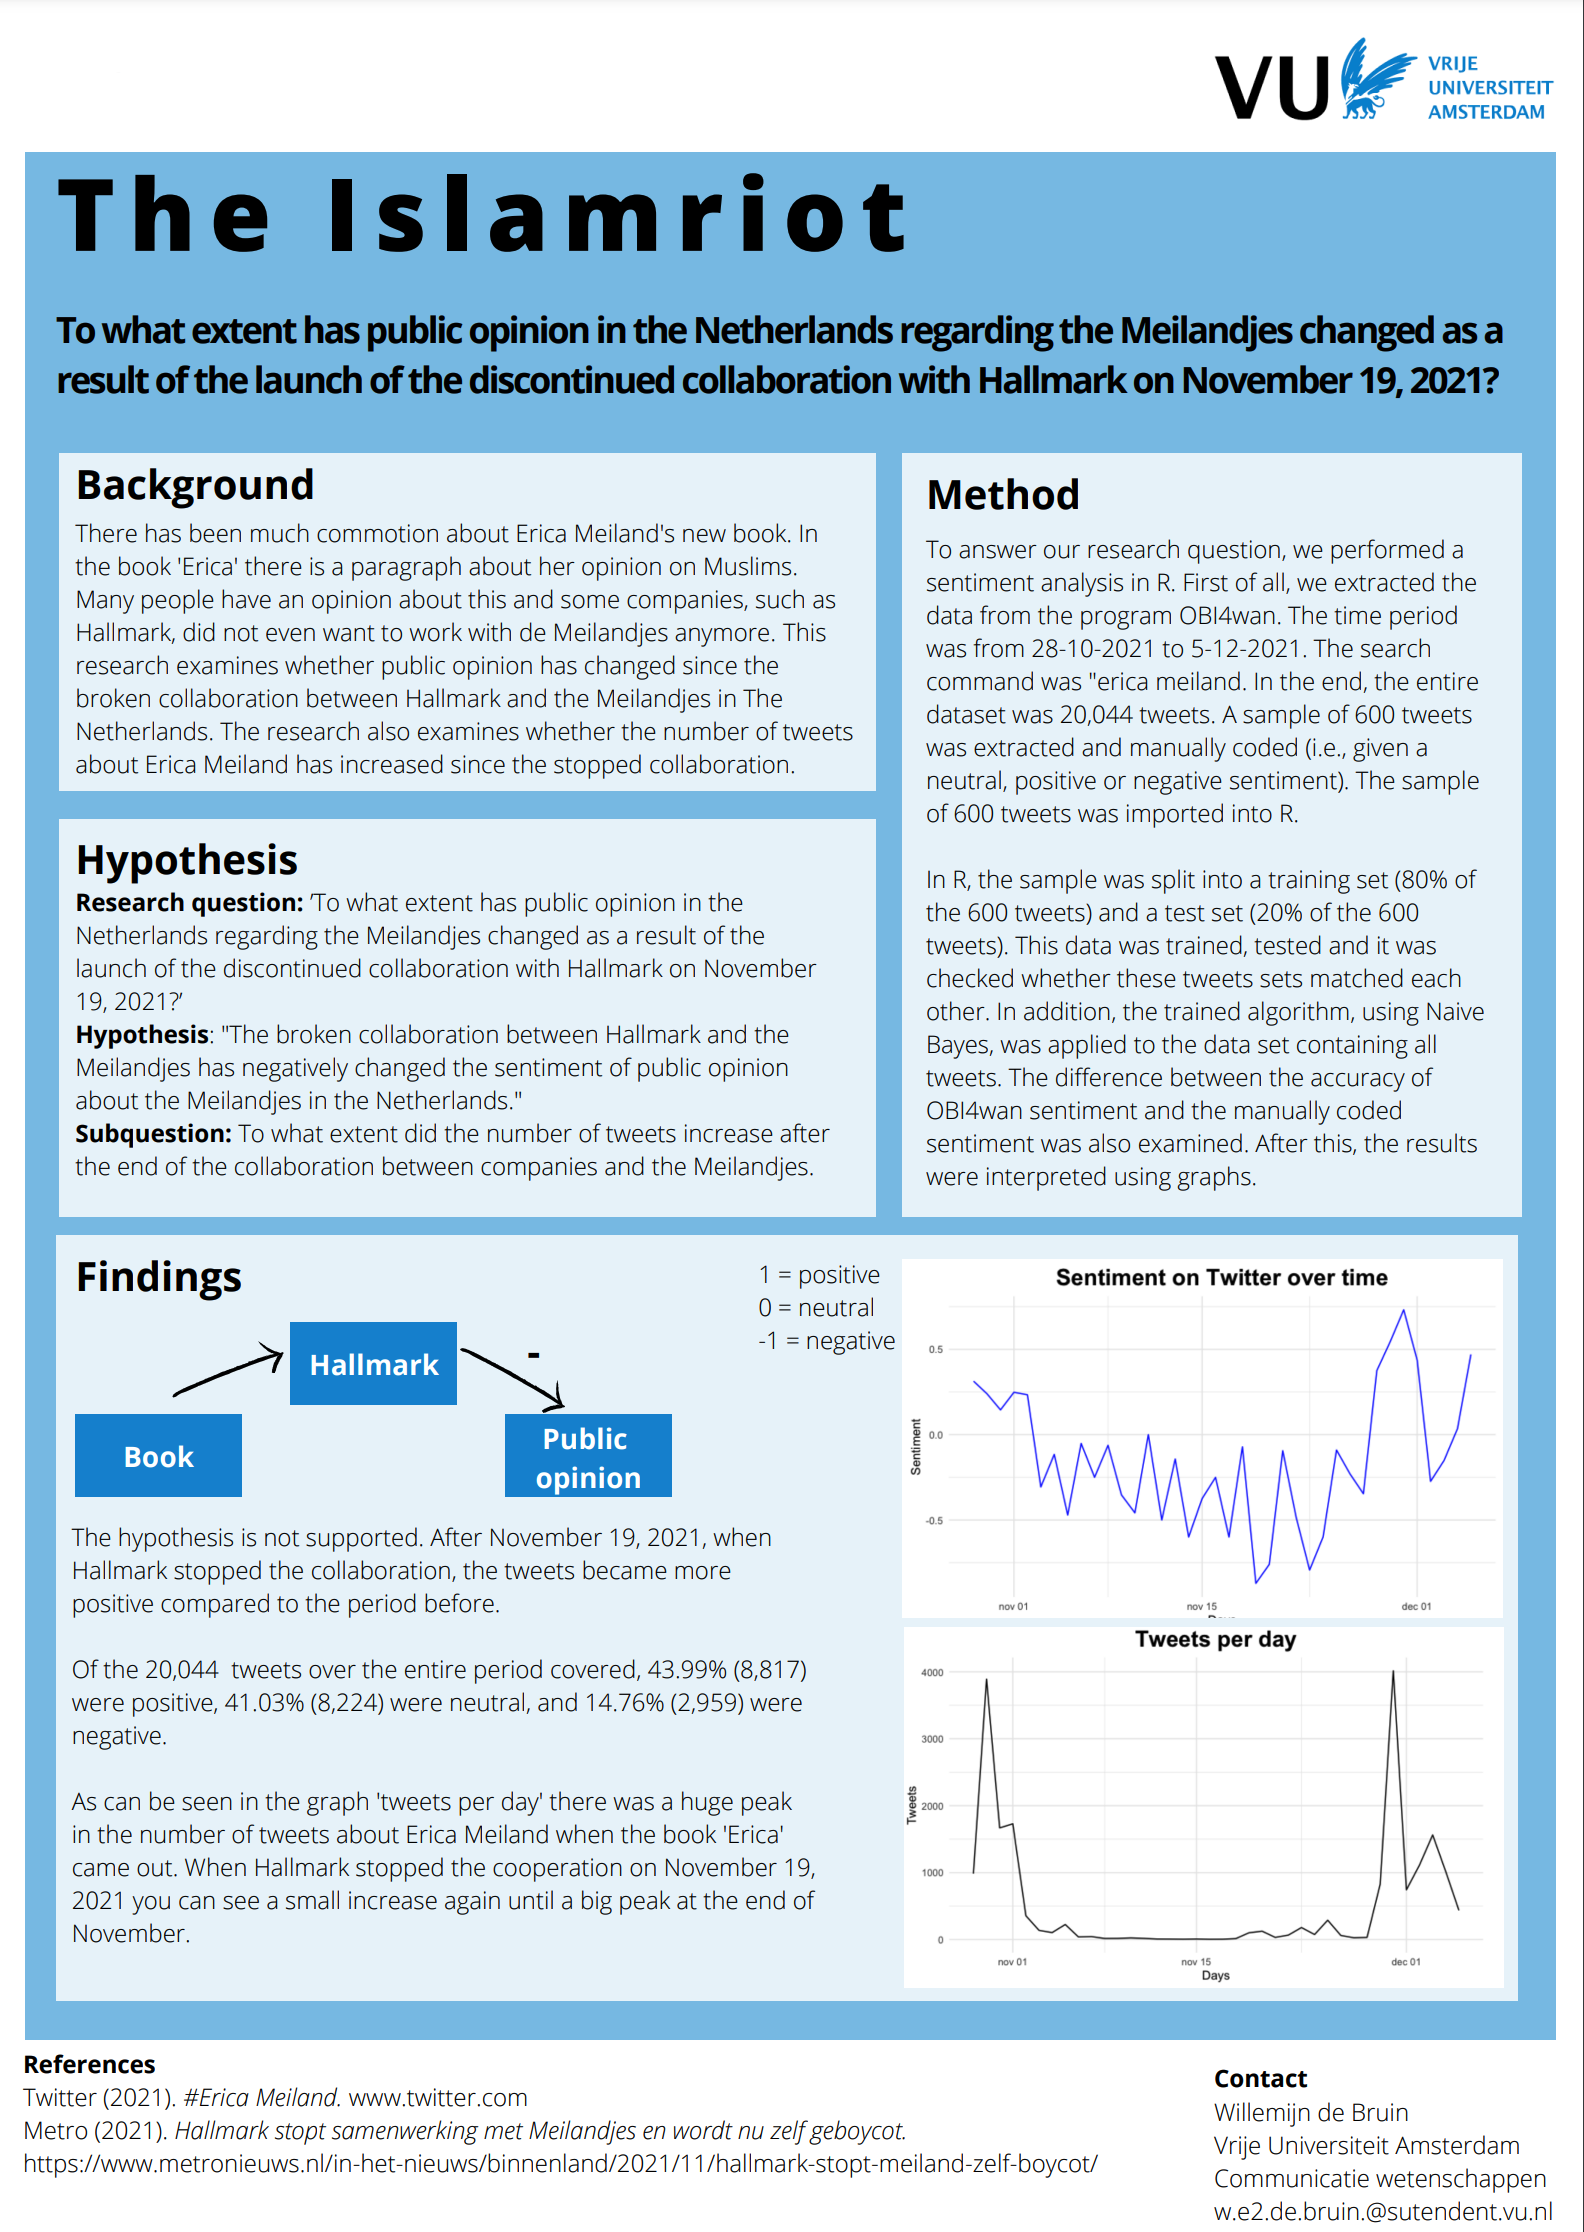 VU VRIJE
UNIVERSITEIT
AMSTERDAM
The Islamriot
To what extent has public opinion in the Netherlands regarding the Meilandjes changed as a
result of the launch of the discontinued collaboration with Hallmark on November 19, 2021?
Background
There has been much commotion about Erica Meiland's new book. In
the book 'Erica' there is a paragraph about her opinion on Muslims.
Many people have an opinion about this and some companies, such as
Hallmark, did not even want to work with de Meilandjes anymore. This
research examines whether public opinion has changed since the
broken collaboration between Hallmark and the Meilandjes in The
Netherlands. The research also examines whether the number of tweets
about Erica Meiland has increased since the stopped collaboration.
Hypothesis
Research question: 'To what extent has public opinion in the
Netherlands regarding the Meilandjes changed as a result of the
launch of the discontinued collaboration with Hallmark on November
19, 2021?'
Hypothesis: "The broken collaboration between Hallmark and the
Meilandjes has negatively changed the sentiment of public opinion
about the Meilandjes in the Netherlands."
Subquestion: To what extent did the number of tweets increase after
the end of the collaboration between companies and the Meilandjes.
Method
To answer our research question, we performed a
sentiment analysis in R. First of all, we extracted the
data from the program OBI4wan. The time period
was from 28-10-2021 to 5-12-2021. The search
command was "erica meiland. In the end, the entire
dataset was 20,044 tweets. A sample of 600 tweets
was extracted and manually coded (i.e., given a
neutral, positive or negative sentiment). The sample
of 600 tweets was imported into R.
In R, the sample was split into a training set (80% of
the 600 tweets) and a test set (20% of the 600
tweets). This data was trained, tested and it was
checked whether these tweets sets matched each
other. In addition, the trained algorithm, using Naive
Bayes, was applied to the data set containing all
tweets. The difference between the accuracy of
OBI4wan sentiment and the manually coded
sentiment was also examined. After this, the results
were interpreted using graphs.
Findings
Hallmark
-
Book
Public
opinion
1 = positive
0 = neutral
-1 = negative
The hypothesis is not supported. After November 19, 2021, when
Hallmark stopped the collaboration, the tweets became more
positive compared to the period before.
Of the 20,044 tweets over the entire period covered, 43.99% (8,817)
were positive, 41.03% (8,224) were neutral, and 14.76% (2,959) were
negative.
As can be seen in the graph 'tweets per day' there was a huge peak
in the number of tweets about Erica Meiland when the book 'Erica'
came out. When Hallmark stopped the cooperation on November 19,
2021 you can see a small increase again until a big peak at the end of
November.
Sentiment on Twitter over time
0.5
0.0
-0.5
Sentiment
nov 01 nov 15 dec 01
Days
Tweets per day
4000
3000
2000
1000
0
Tweets
nov 01 nov 15 dec 01
Days
References
Twitter (2021). #Erica Meiland. www.twitter.com
Metro (2021). Hallmark stopt samenwerking met Meilandjes en wordt nu zelf geboycot.
https://www.metronieuws.nl/in-het-nieuws/binnenland/2021/11/hallmark-stopt-meiland-zelf-boycot/
Contact
Willemijn de Bruin
Vrije Universiteit Amsterdam
Communicatie wetenschappen
w.e2.de.bruin.@sutendent.vu.nl